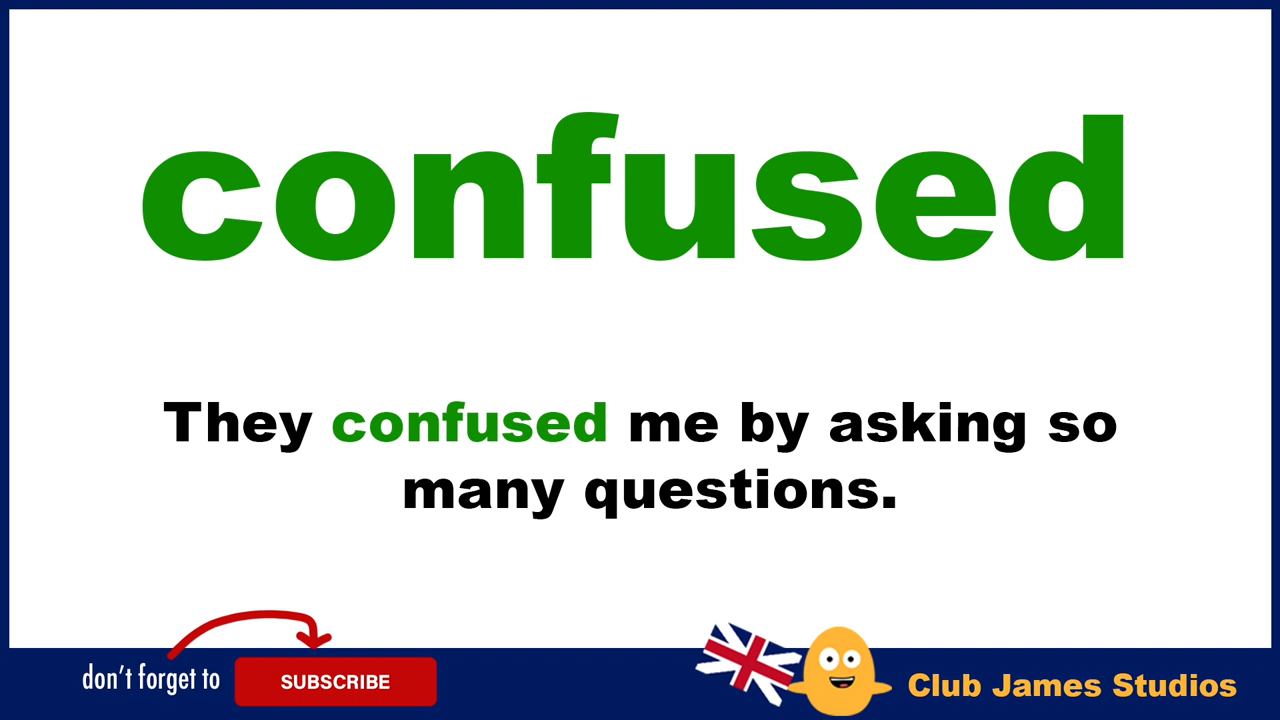 confused
They confused me by asking so
many questions.
don't forget to
SUBSCRIBE
Club James Studios